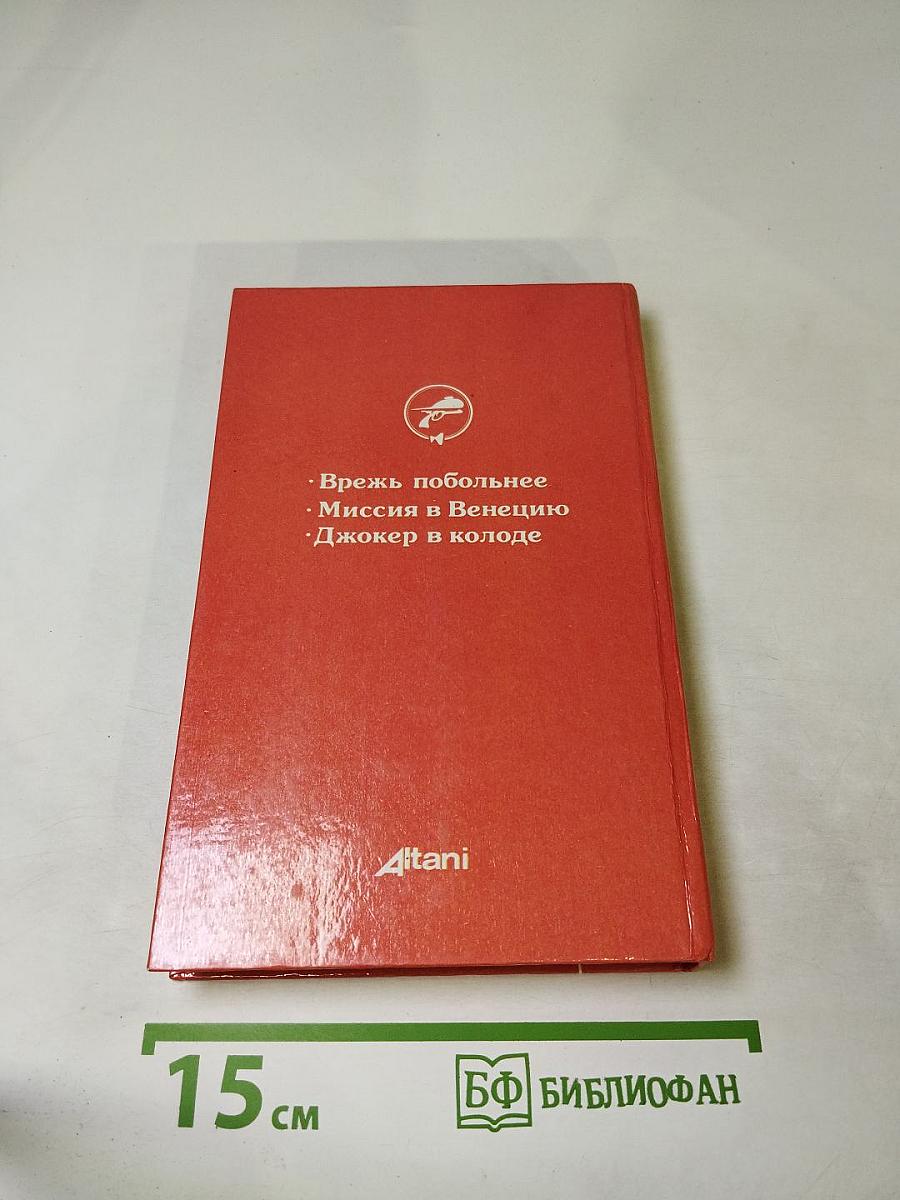 · Врежь побольнее
· Миссия в Венецию
· Джокер в колоде
Altani
15 см
БФ БИБЛИОФАН